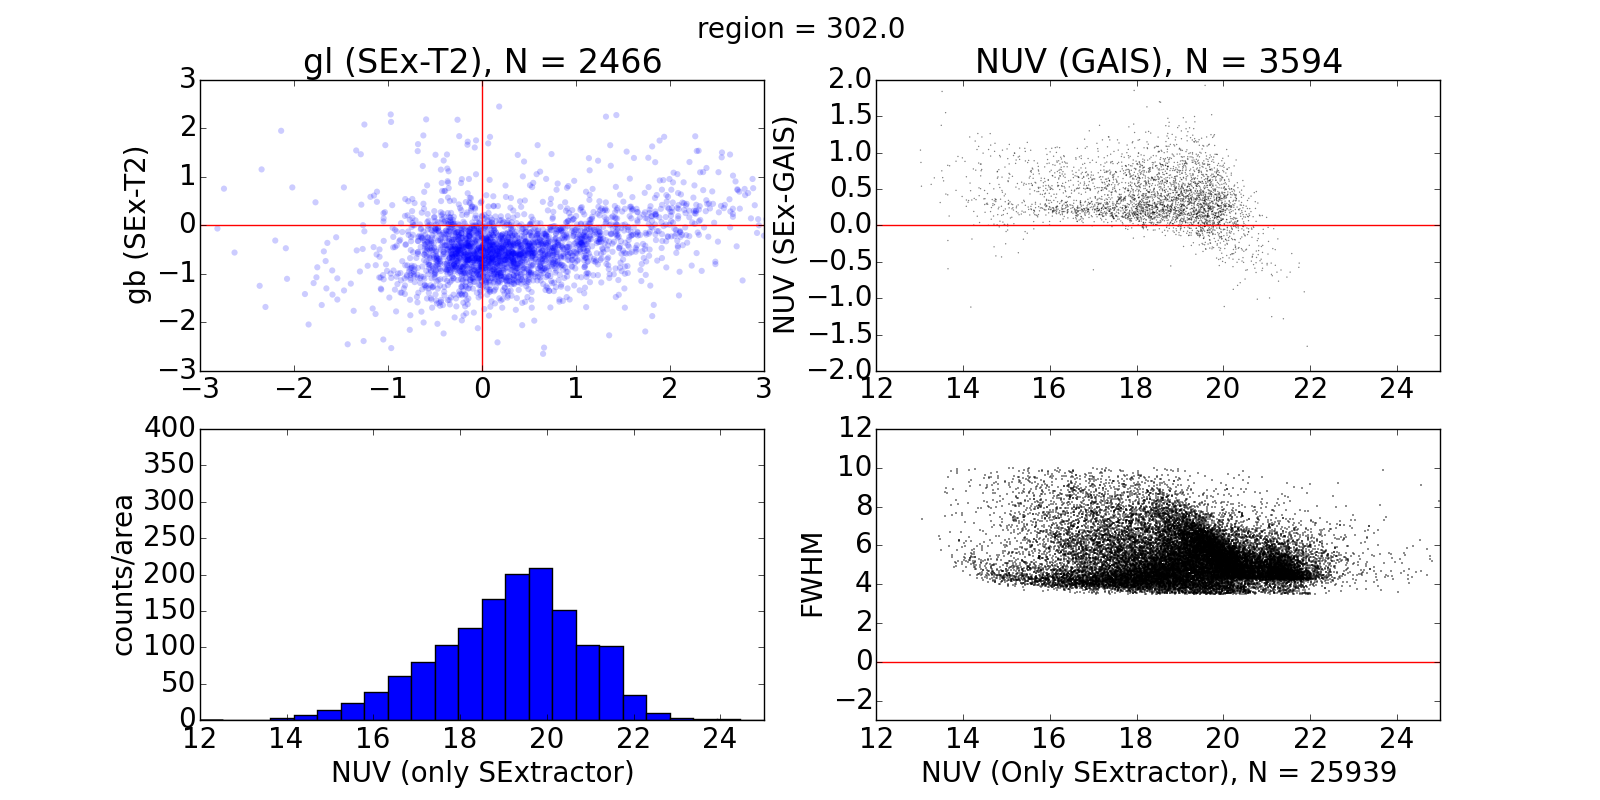 region = 302.0
gl (SEx-T2), N = 2466
NUV (GAIS), N = 3594
3
2
1
0
−1
−2
−3
gb (SEx-T2)
−3 −2 −1 0 1 2 3
2.0
1.5
1.0
0.5
0.0
−0.5
−1.0
−1.5
−2.0
NUV (SEx-GAIS)
12 14 16 18 20 22 24
400
350
300
250
200
150
100
50
0
counts/area
12 14 16 18 20 22 24
NUV (only SExtractor)
12
10
8
6
4
2
0
−2
FWHM
12 14 16 18 20 22 24
NUV (Only SExtractor), N = 25939